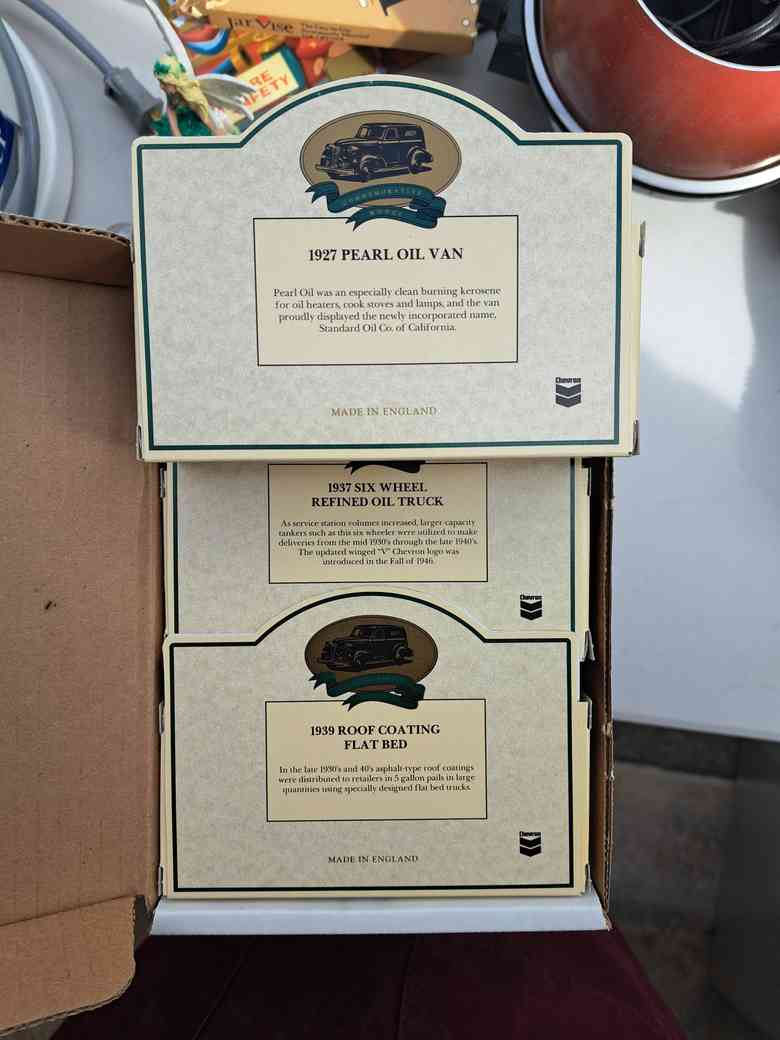 JarVise
RE
FETY
COMMEMORATIVE
MODEL
1927 PEARL OIL VAN
Pearl Oil was an especially clean burning kerosene
for oil heaters, cook stoves and lamps, and the van
proudly displayed the newly incorporated name,
Standard Oil Co. of California.
Chevron
MADE IN ENGLAND
1937 SIX WHEEL
REFINED OIL TRUCK
As service station volumes increased, larger capacity
tankers such as this six wheeler were utilized to make
deliveries from the mid 1930's through the late 1940's.
The updated winged "V" Chevron logo was
introduced in the Fall of 1946.
Chevron
1939 ROOF COATING
FLAT BED
In the late 1930's and 40's asphalt-type roof coatings
were distributed to retailers in 5 gallon pails in large
quantities using specially designed flat bed trucks.
Chevron
MADE IN ENGLAND